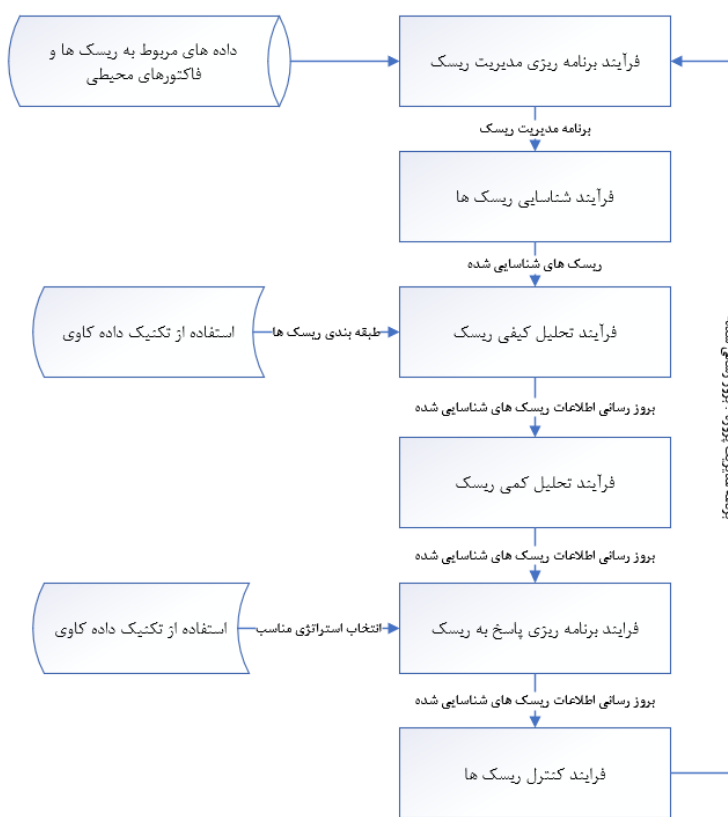 داده های مربوط به ریسک ها و
فاکتورهای محیطی
فرآیند برنامه ریزی مدیریت ریسک
برنامه مدیریت ریسک
فرآیند شناسایی ریسک ها
ریسک های شناسایی شده
فرآیند تحلیل کیفی ریسک
طبقه بندی ریسک ها
استفاده از تکنیک داده کاوی
بروز رسانی اطلاعات ریسک های شناسایی شده
فرآیند تحلیل کمی ریسک
بروز رسانی اطلاعات ریسک های شناسایی شده
فرایند برنامه ریزی پاسخ به ریسک
انتخاب استراتژی مناسب
استفاده از تکنیک داده کاوی
بروز رسانی اطلاعات ریسک های شناسایی شده
فرایند کنترل ریسک ها